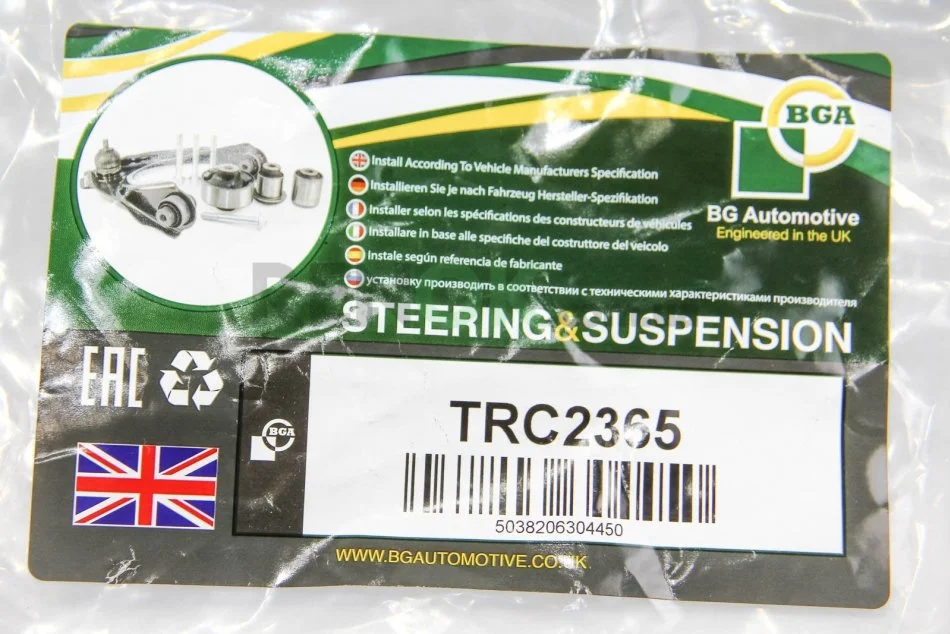 BGA
BG Automotive
Engineered in the UK
Install According To Vehicle Manufacturers Specification
Installieren Sie je nach Fahrzeug Hersteller-Spezifikation
Installer selon les spécifications des constructeurs de véhicules
Installare in base alle specifiche del costruttore del veicolo
Instale según referencia de fabricante
установку производить в соответствии с техническими характеристиками производителя
STEERING&SUSPENSION
EAC
BGA
TRC2365
5038206304450
WWW.BGAUTOMOTIVE.CO.UK